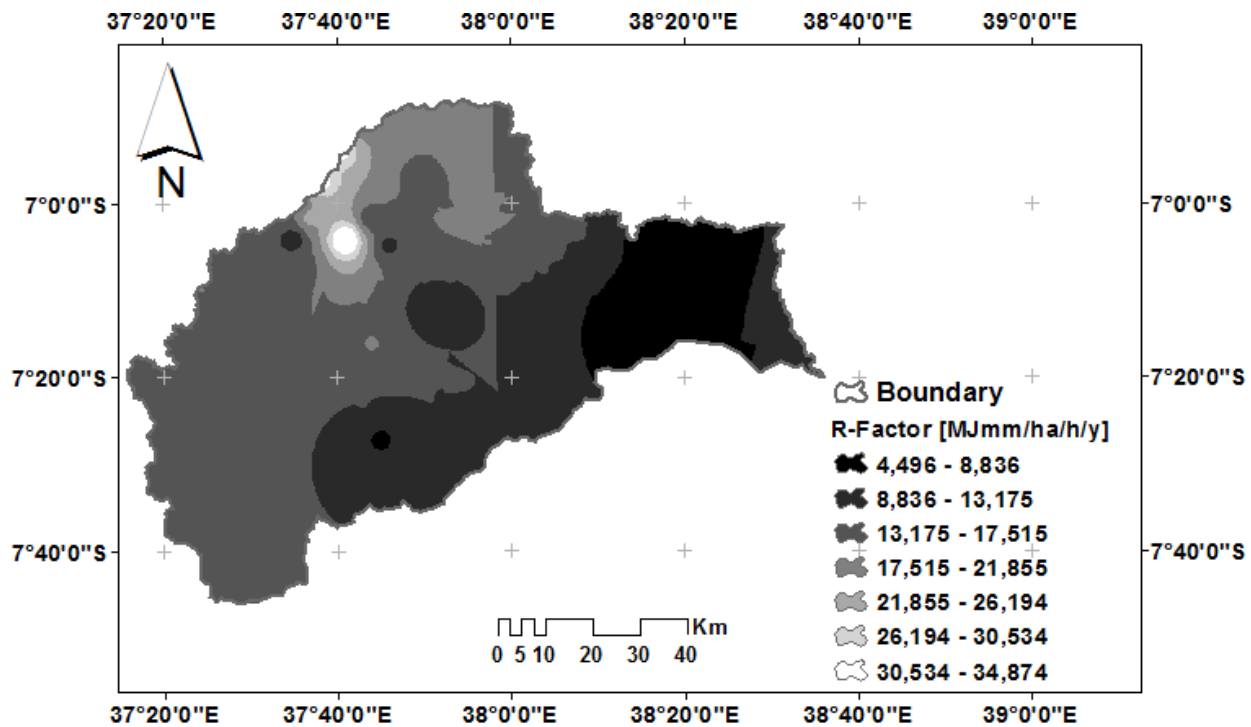 37°20'0"E 37°40'0"E 38°0'0"E 38°20'0"E 38°40'0"E 39°0'0"E
N
7°0'0"S 7°0'0"S
7°20'0"S 7°20'0"S
Boundary
R-Factor [MJmm/ha/h/y]
4,496 - 8,836
8,836 - 13,175
13,175 - 17,515
7°40'0"S 7°40'0"S
17,515 - 21,855
21,855 - 26,194
26,194 - 30,534
30,534 - 34,874
Km
0 5 10 20 30 40
37°20'0"E 37°40'0"E 38°0'0"E 38°20'0"E 38°40'0"E 39°0'0"E